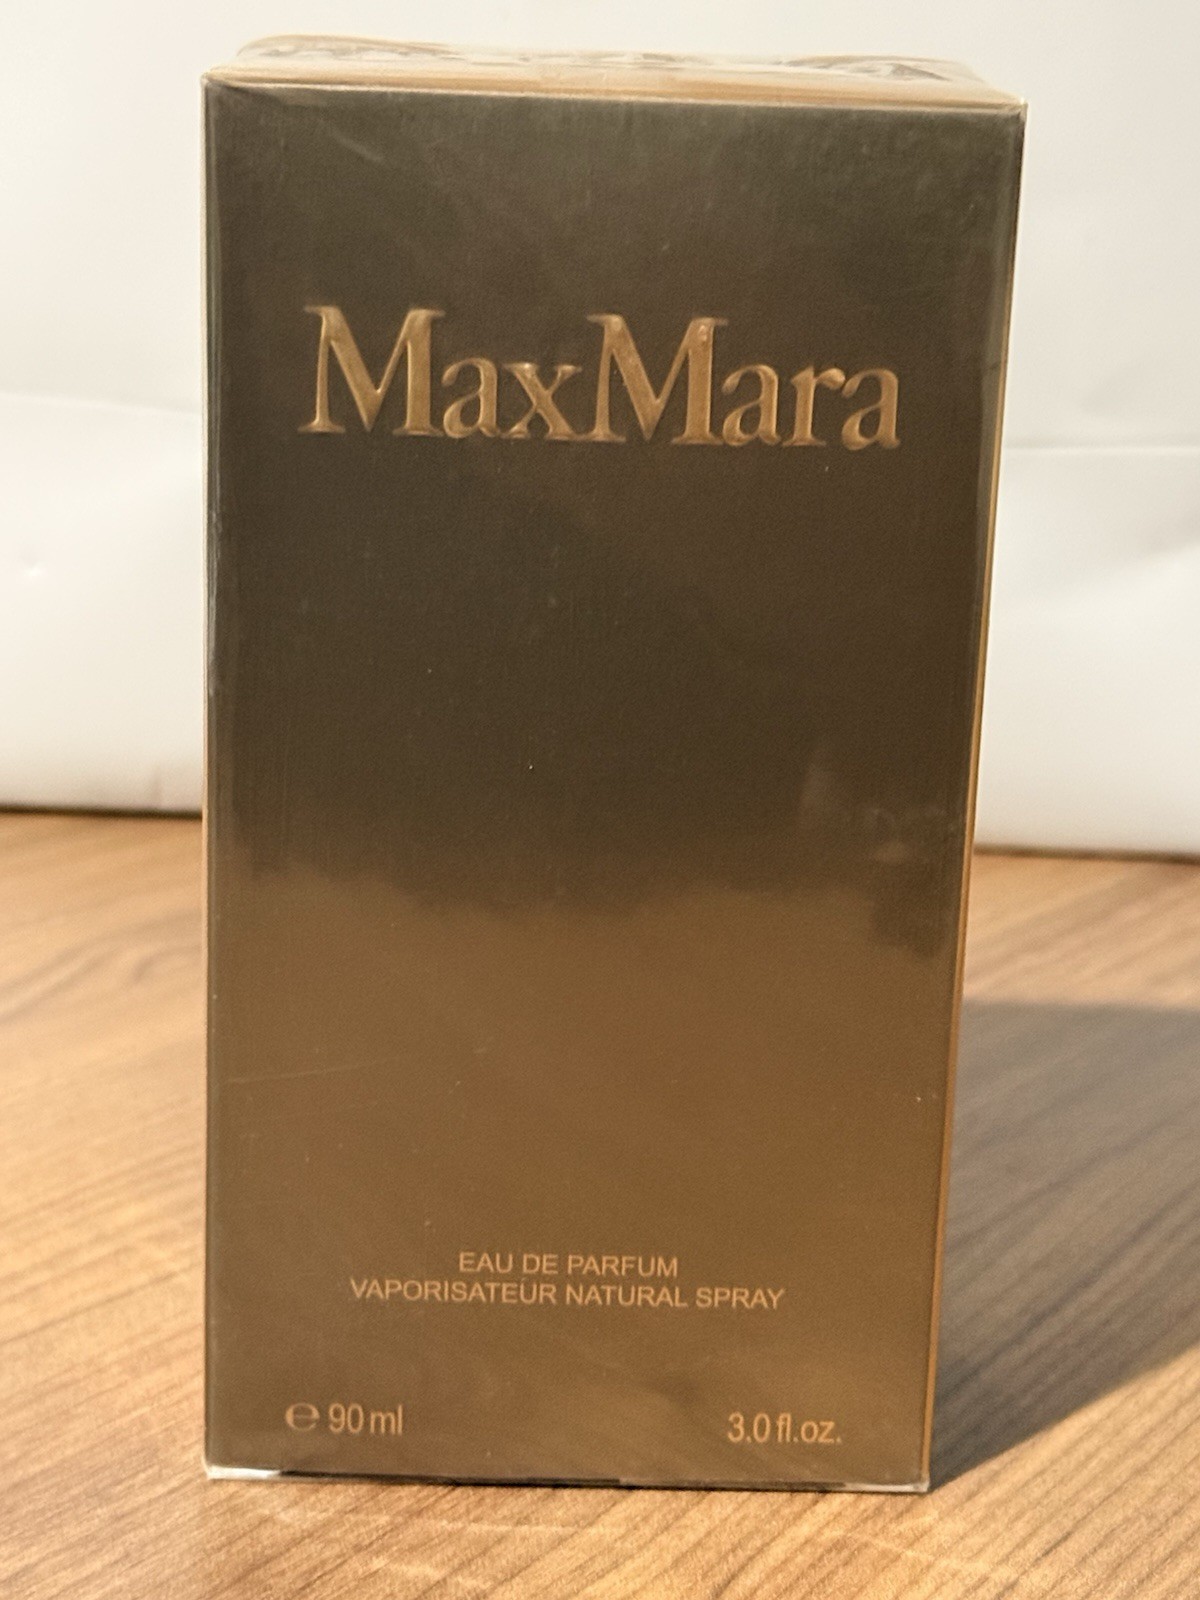 MaxMara
EAU DE PARFUM
VAPORISATEUR NATURAL SPRAY
℮ 90 ml 3.0 fl.oz.